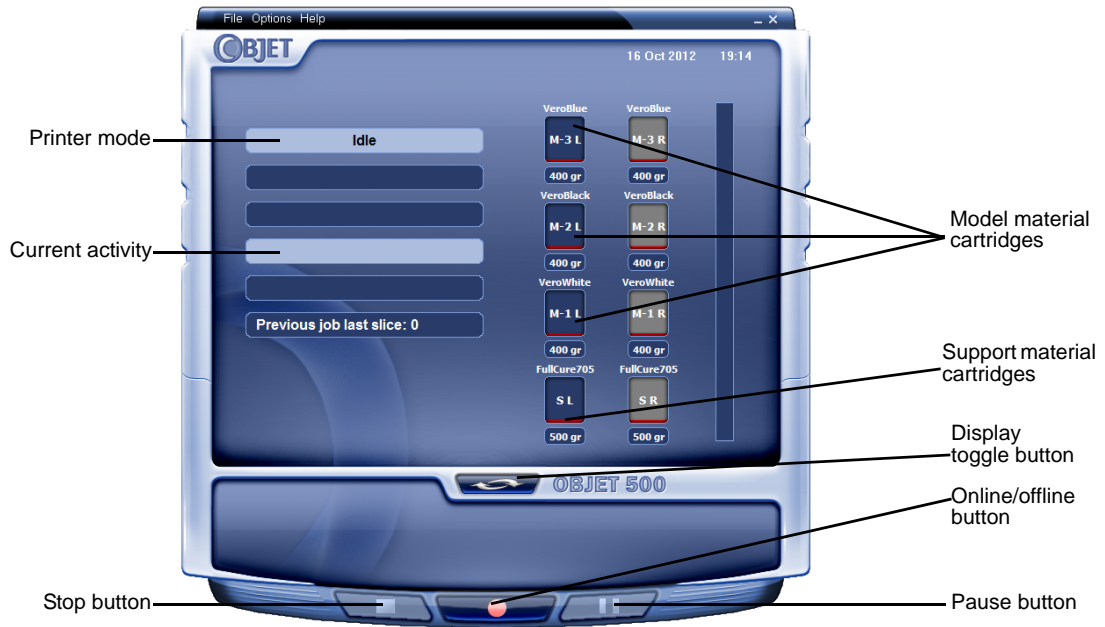 File Options Help
OBJET
16 Oct 2012 19:14
VeroBlue VeroBlue
Printer mode
Idle
M-3 L M-3 R
400 gr 400 gr
VeroBlack VeroBlack
M-2 L M-2 R
Model material
cartridges
Current activity
400 gr 400 gr
VeroWhite VeroWhite
M-1 L M-1 R
Previous job last slice: 0
400 gr 400 gr
Support material
cartridges
FullCure705 FullCure705
S L S R
500 gr 500 gr
Display
toggle button
OBJET 500
Online/offline
button
Stop button
Pause button